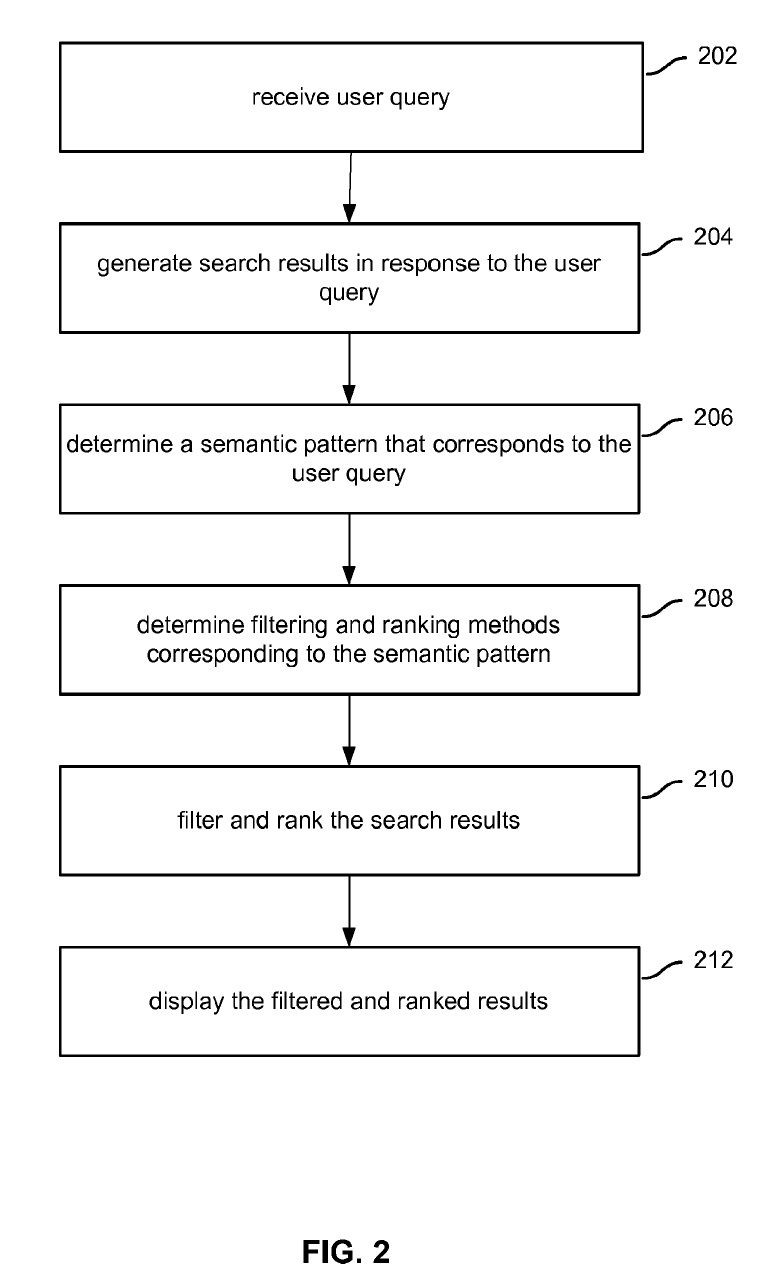 202
receive user query
204
generate search results in response to the user
query
206
determine a semantic pattern that corresponds to the
user query
208
determine filtering and ranking methods
corresponding to the semantic pattern
210
filter and rank the search results
212
display the filtered and ranked results
FIG. 2